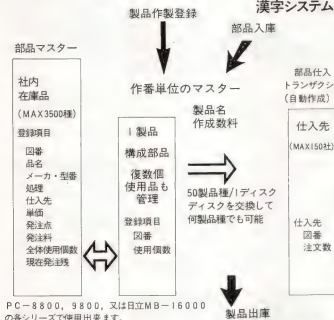 漢字システム
製品作製登録
部品入庫
部品マスター
社内
在庫品
(MAX3500種)
登録項目
図番
品名
メーカ・型番
処理
仕入先
単価
発注点
発注料
全体使用個数
現在発注残
作番単位のマスター
製品名
作成数料
1製品
構成部品
復数個
使用品も
管理
登録項目
図番
使用個数
50製品種/1ディスク
ディスクを交換して
何製品種でも可能
部品仕入
トランザクシ
(自動作成)
仕入先
(MAX150社)
仕入先
図番
注文数
製品出庫
PC-8800, 9800, 又は日立MB-16000
の各シリーズで使用出来ます。